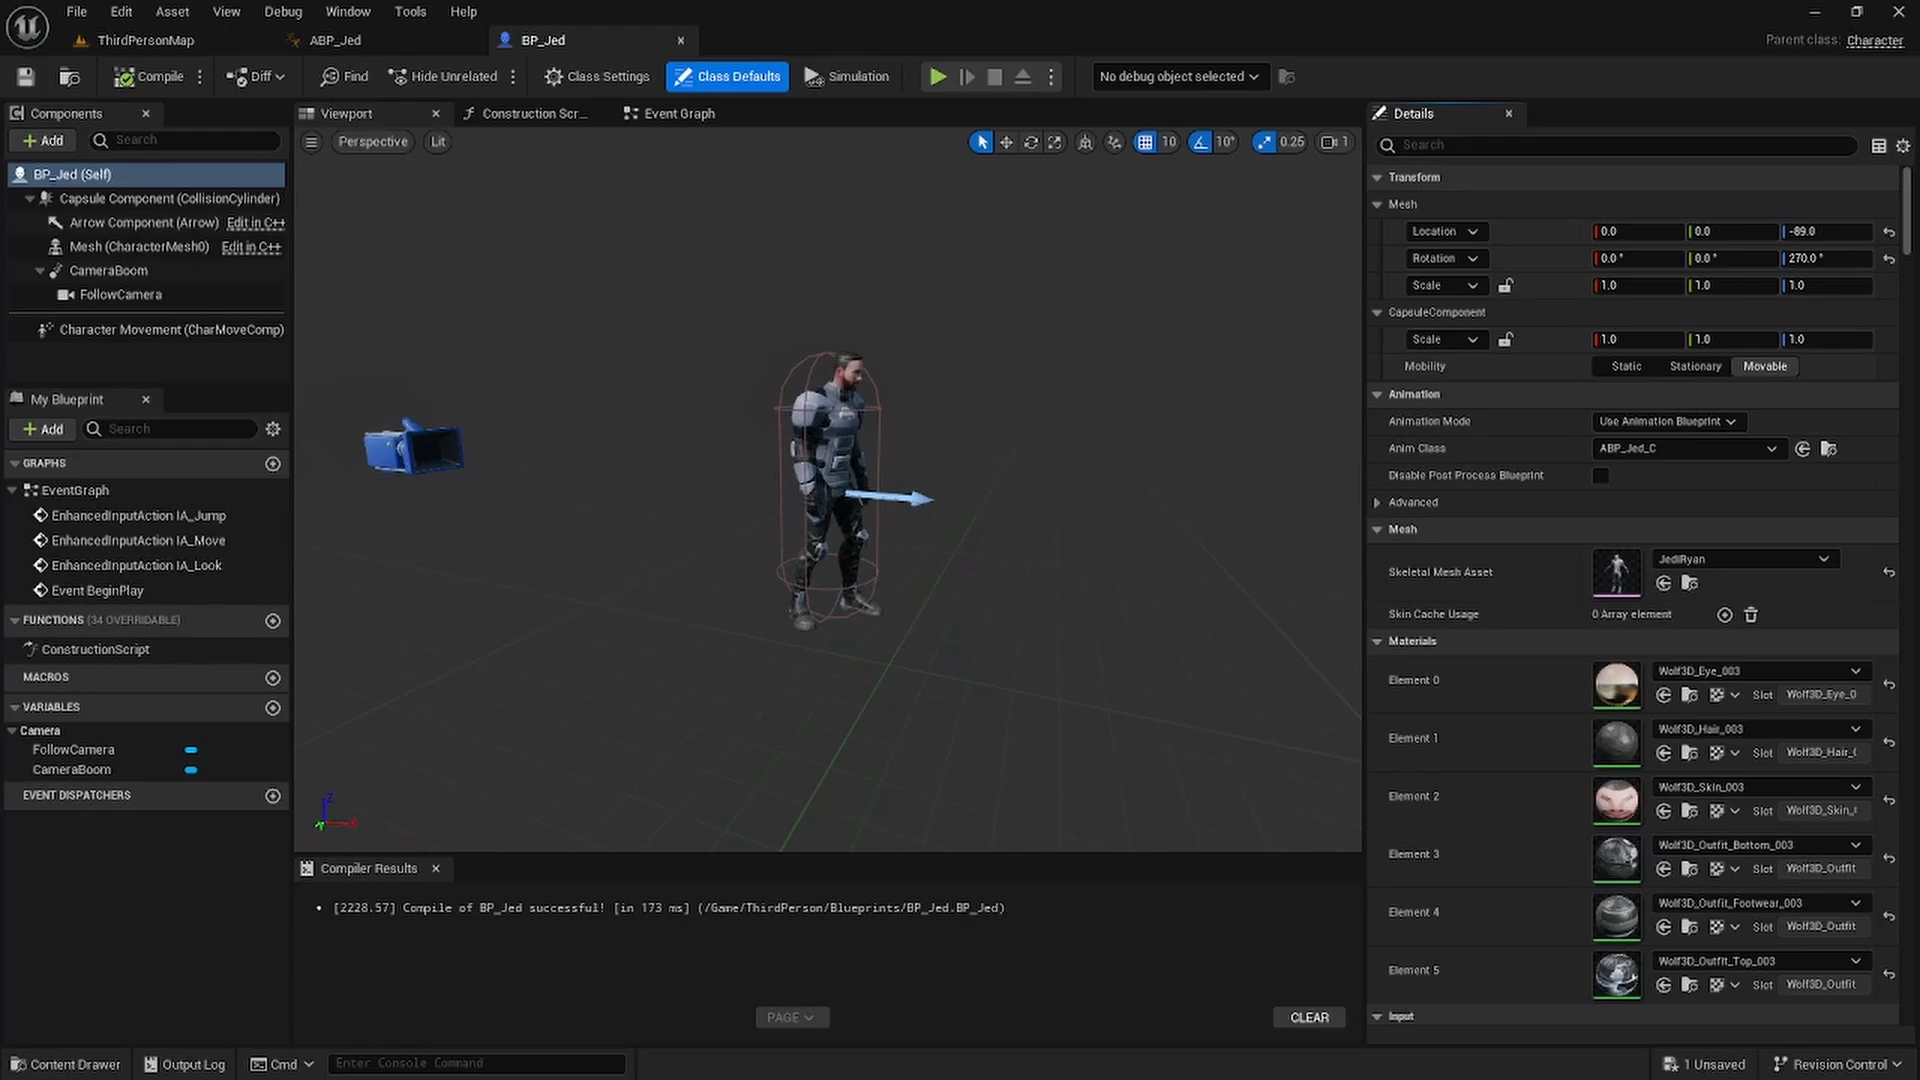 File Edit Asset View Debug Window Tools Help
ThirdPersonMap ABP_Jed BP_Jed
Parent class: Character
Compile Diff Find Hide Unrelated Class Settings Class Defaults Simulation No debug object selected
Components
Add Search
BP_Jed (Self)
Capsule Component (CollisionCylinder)
Arrow Component (Arrow) Edit in C++
Mesh (CharacterMesh0) Edit in C++
CameraBoom
FollowCamera
Character Movement (CharMoveComp)
My Blueprint
Add Search
GRAPHS
EventGraph
EnhancedInputAction IA_Jump
EnhancedInputAction IA_Move
EnhancedInputAction IA_Look
Event BeginPlay
FUNCTIONS (34 OVERRIDABLE)
ConstructionScript
MACROS
VARIABLES
Camera
FollowCamera
CameraBoom
EVENT DISPATCHERS
Viewport Construction Scr... Event Graph
Perspective Lit 10 10° 0.25 1
Z
Y X
Compiler Results
[2228.57] Compile of BP_Jed successful! [in 173 ms] (/Game/ThirdPerson/Blueprints/BP_Jed.BP_Jed)
PAGE CLEAR
Details
Search
Transform
Mesh
Location 0.0 0.0 -89.0
Rotation 0.0° 0.0° 270.0°
Scale 1.0 1.0 1.0
CapsuleComponent
Scale 1.0 1.0 1.0
Mobility Static Stationary Movable
Animation
Animation Mode Use Animation Blueprint
Anim Class ABP_Jed_C
Disable Post Process Blueprint
Advanced
Mesh
Skeletal Mesh Asset JediRyan
Skin Cache Usage 0 Array element
Materials
Element 0 Wolf3D_Eye_003
Slot Wolf3D_Eye_0
Element 1 Wolf3D_Hair_003
Slot Wolf3D_Hair_(
Element 2 Wolf3D_Skin_003
Slot Wolf3D_Skin_(
Element 3 Wolf3D_Outfit_Bottom_003
Slot Wolf3D_Outfit
Element 4 Wolf3D_Outfit_Footwear_003
Slot Wolf3D_Outfit
Element 5 Wolf3D_Outfit_Top_003
Slot Wolf3D_Outfit
Input
Content Drawer Output Log Cmd Enter Console Command 1 Unsaved Revision Control